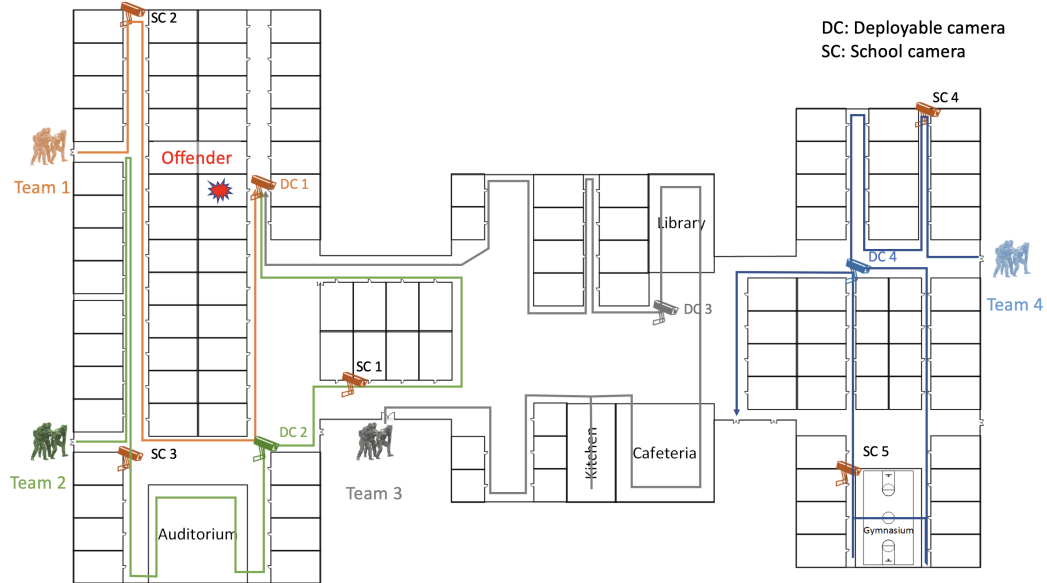 SC 2
DC: Deployable camera
SC: School camera
SC 4
Offender
Team 1
DC 1
Library
DC 4
Team 4
DC 3
SC 1
DC 2
SC 3
Team 2
Team 3
Kitchen
Cafeteria
SC 5
Auditorium
Gymnasium